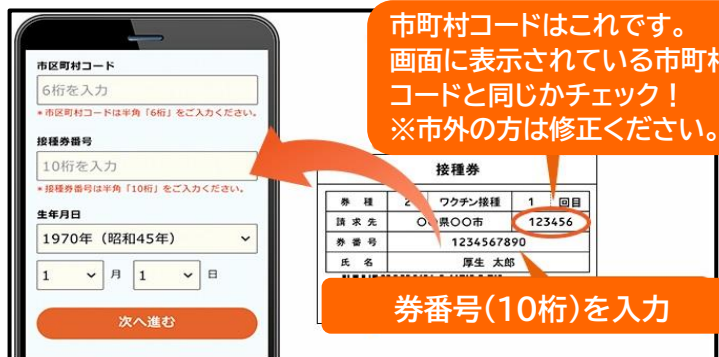 市区町村コード
6桁を入力
*市区町村コードは半角「6桁」をご入力ください。
接種券番号
10桁を入力
*接種券番号は半角「10桁」をご入力ください。
生年月日
1970年（昭和45年）
1 月 1 日
次へ進む
市町村コードはこれです。
画面に表示されている市町村
コードと同じかチェック！
※市外の方は修正ください。
接種券
券 種 2 ワクチン接種 1 回目
請 求 先 〇〇県〇〇市 123456
券 番 号 1234567890
氏 名 厚生 太郎
券番号(10桁)を入力